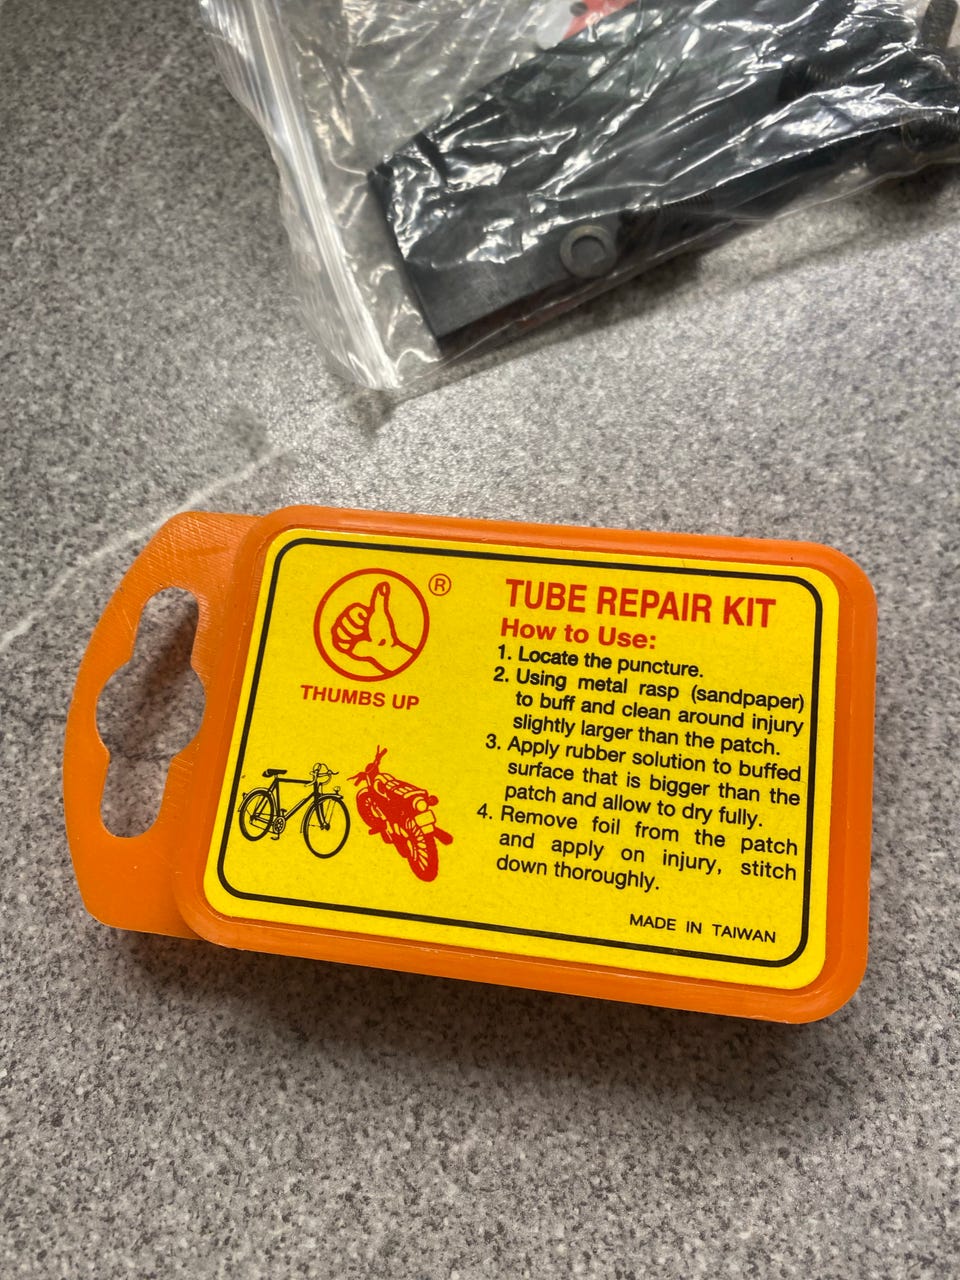 ®
THUMBS UP
TUBE REPAIR KIT
How to Use:
1. Locate the puncture.
2. Using metal rasp (sandpaper)
to buff and clean around injury
slightly larger than the patch.
3. Apply rubber solution to buffed
surface that is bigger than the
patch and allow to dry fully.
4. Remove foil from the patch
and apply on injury, stitch
down thoroughly.
MADE IN TAIWAN